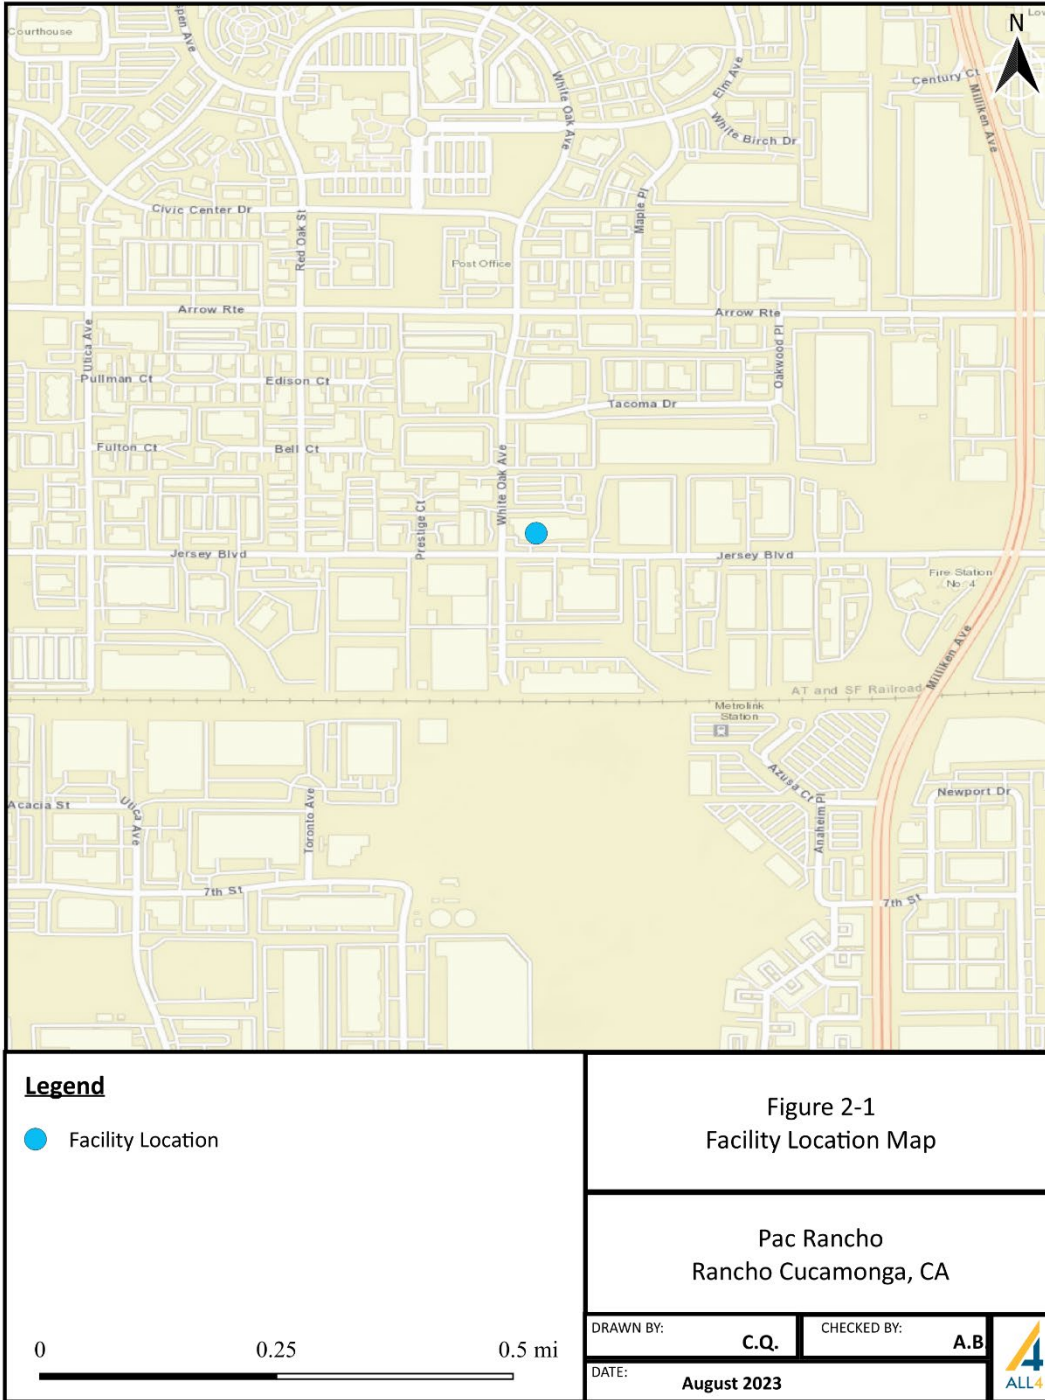 Courthouse
N
Century Ct
Milliken Ave
White Oak Ave
Elm Ave
White Birch Dr
Civic Center Dr
Red Oak St
Maple Pl
Post Office
Arrow Rte
Arrow Rte
Utica Ave
Pullman Ct
Edison Ct
Oakwood Pl
Tacoma Dr
Fulton Ct
Bell Ct
White Oak Ave
Prestige Ct
Jersey Blvd
Jersey Blvd
Fire Station
No. 4
Milliken Ave
AT and SF Railroad
Metrolink
Station
Azusa Ct
Acacia St
Utica Ave
Toronto Ave
Anaheim Pl
Newport Dr
7th St
7th St
Legend
Facility Location
0 0.25 0.5 mi
Figure 2-1
Facility Location Map
Pac Rancho
Rancho Cucamonga, CA
DRAWN BY: C.Q.
CHECKED BY: A.B.
DATE: August 2023
ALL4